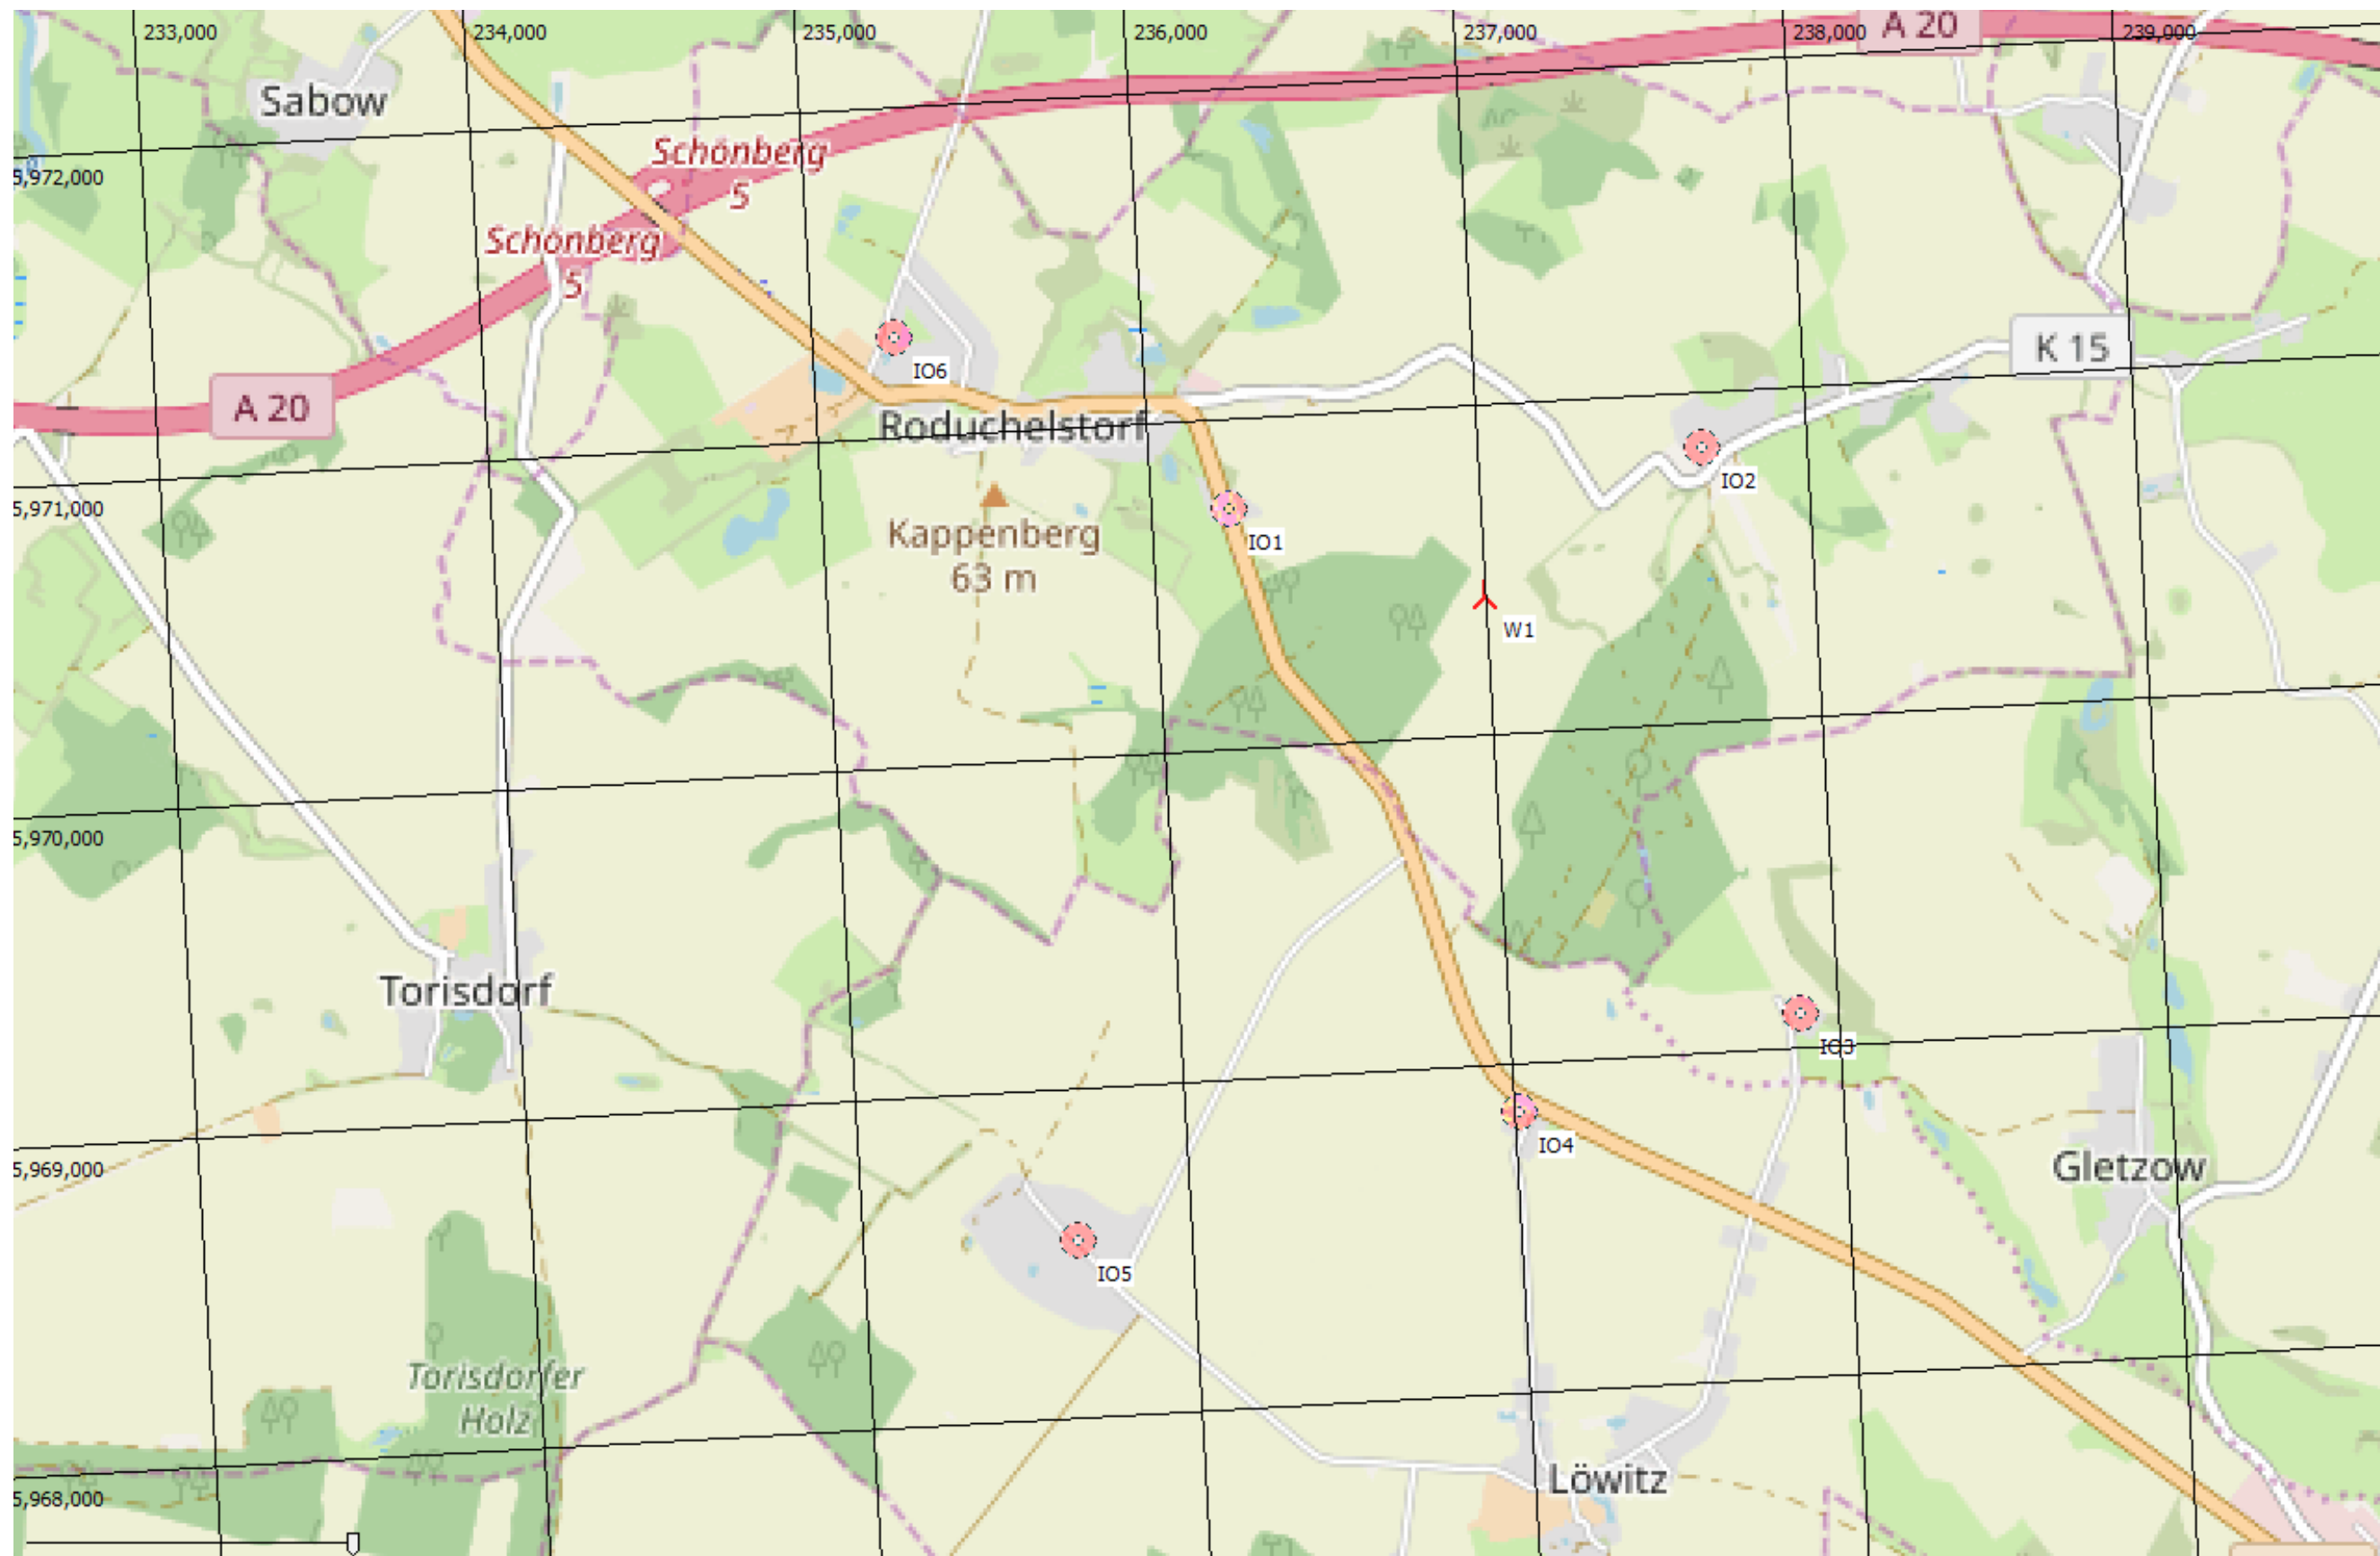 233,000
234,000
235,000
236,000
237,000
238,000
A 20
239,000
Sabow
Schönberg
5
5,972,000
Schönberg
5
K 15
IO6
A 20
Roduchelstorf
IO2
5,971,000
Kappenberg
63 m
IO1
W1
5,970,000
Torisdorf
IO3
IO4
5,969,000
Gletzow
IO5
Torisdorfer
Holz
Löwitz
5,968,000